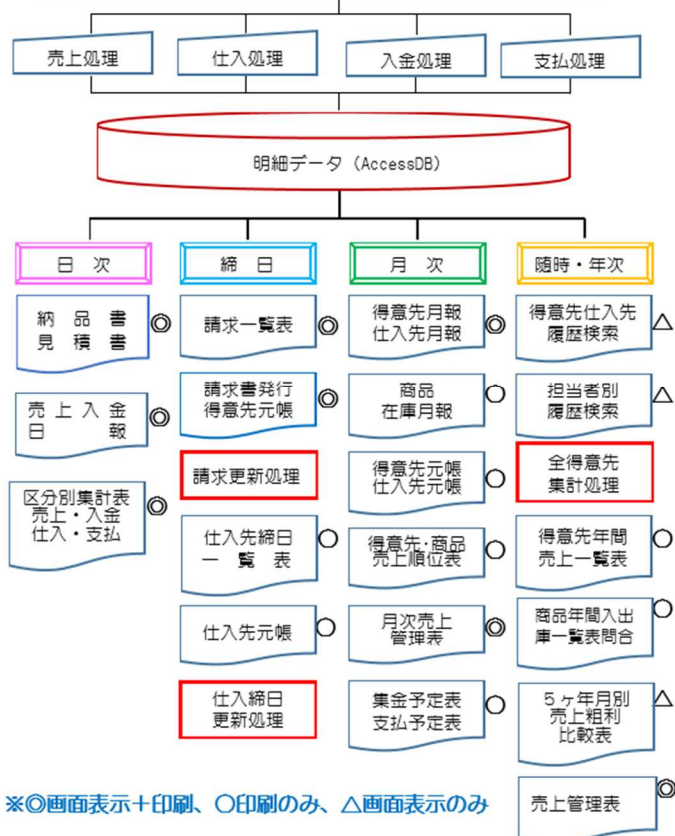 売上処理
仕入処理
入金処理
支払処理
明細データ（AccessDB）
日 次
締 日
月 次
随時・年次
納 品 書
見 積 書
◎
請求一覧表
◎
得意先月報
仕入先月報
◎
得意先仕入先
履歴検索
△
売 上 入 金
日 報
◎
請求書発行
得意先元帳
◎
商品
在庫月報
○
担当者別
履歴検索
△
区分別集計表
売上・入金
仕入・支払
◎
請求更新処理
得意先元帳
仕入先元帳
○
全得意先
集計処理
仕入先締日
一 覧 表
○
得意先・商品
売上順位表
○
得意先年間
売上一覧表
○
仕入先元帳
○
月次売上
管理表
◎
商品年間入出
庫一覧表問合
○
仕入締日
更新処理
集金予定表
支払予定表
○
５ヶ年月別
売上粗利
比較表
△
売上管理表
◎
※◎画面表示＋印刷、○印刷のみ、△画面表示のみ